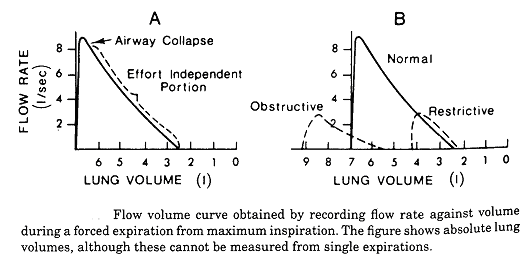 A
B
FLOW RATE
(l/sec)
8
6
4
2
Airway Collapse
Effort Independent
Portion
6 5 4 3 2 1 0
LUNG VOLUME (l)
8
6
4
2
Normal
Obstructive
Restrictive
9 8 7 6 5 4 3 2 1 0
LUNG VOLUME (l)
Flow volume curve obtained by recording flow rate against volume
during a forced expiration from maximum inspiration. The figure shows absolute lung
volumes, although these cannot be measured from single expirations.